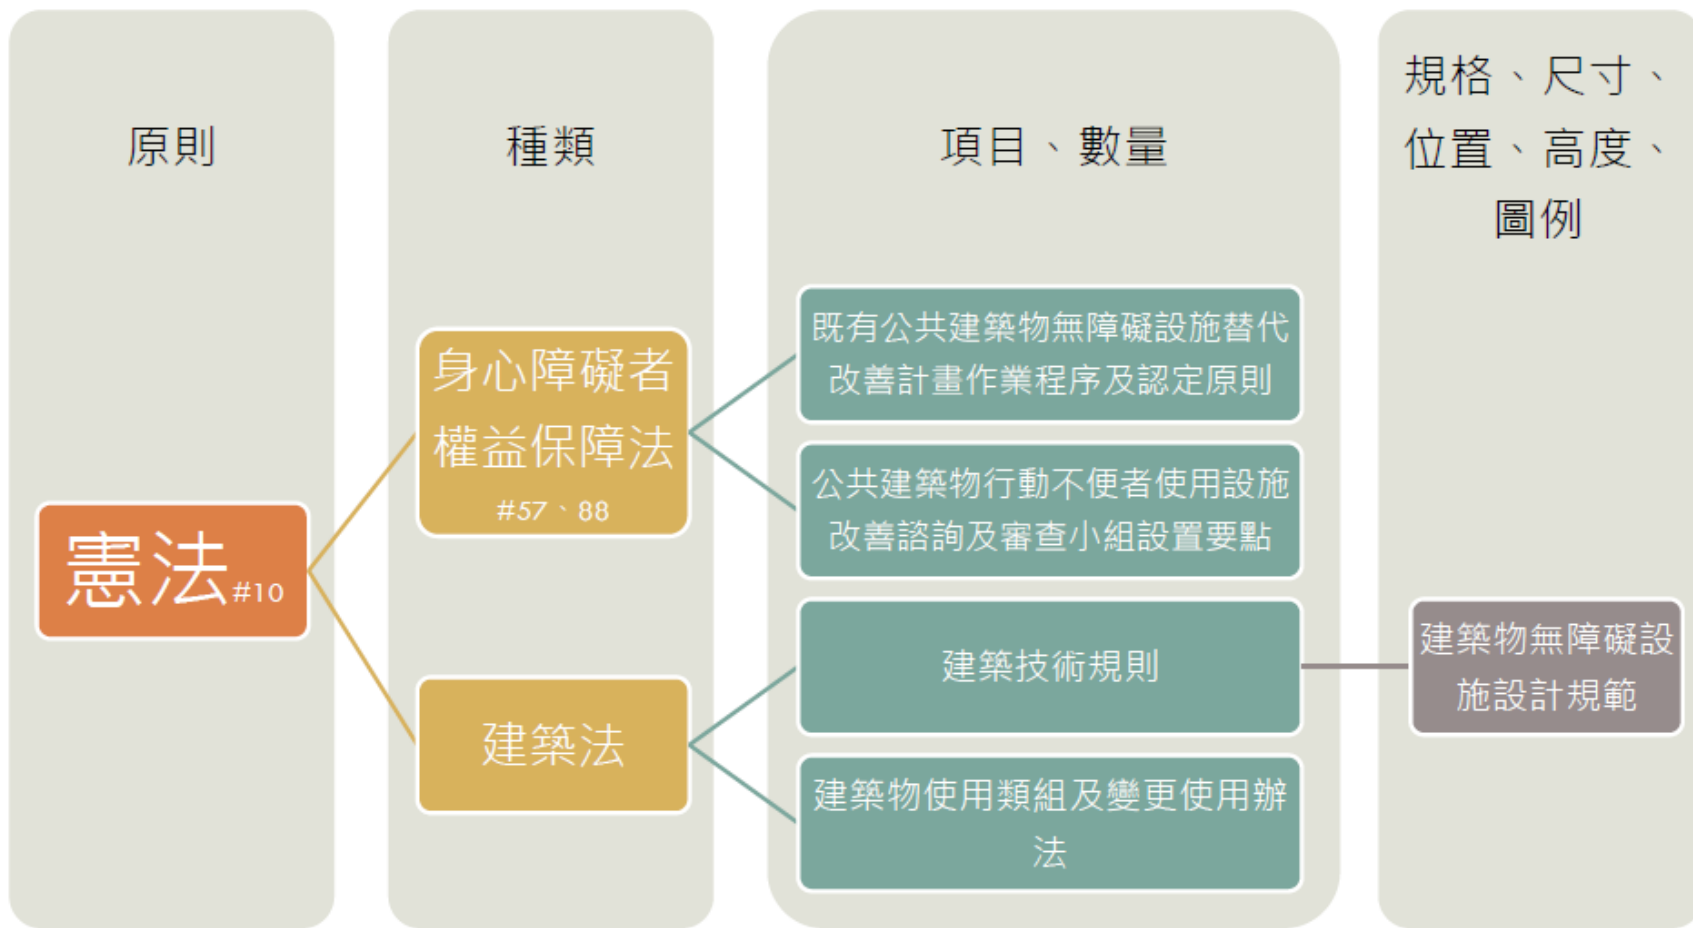 原則
種類
項目、數量
規格、尺寸、
位置、高度、
圖例
憲法#10
身心障礙者
權益保障法
#57、88
建築法
既有公共建築物無障礙設施替代
改善計畫作業程序及認定原則
公共建築物行動不便者使用設施
改善諮詢及審查小組設置要點
建築技術規則
建築物使用類組及變更使用辦
法
建築物無障礙設
施設計規範